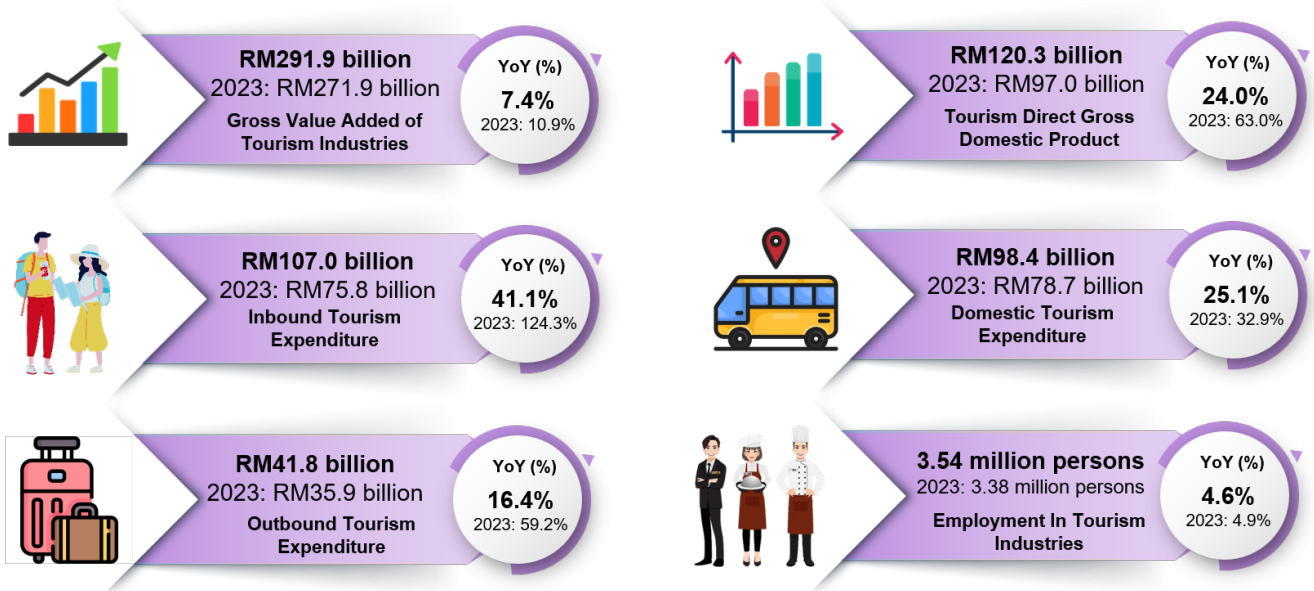 RM291.9 billion
2023: RM271.9 billion
Gross Value Added of
Tourism Industries
YoY (%)
7.4%
2023: 10.9%
RM120.3 billion
2023: RM97.0 billion
Tourism Direct Gross
Domestic Product
YoY (%)
24.0%
2023: 63.0%
RM107.0 billion
2023: RM75.8 billion
Inbound Tourism
Expenditure
YoY (%)
41.1%
2023: 124.3%
RM98.4 billion
2023: RM78.7 billion
Domestic Tourism
Expenditure
YoY (%)
25.1%
2023: 32.9%
RM41.8 billion
2023: RM35.9 billion
Outbound Tourism
Expenditure
YoY (%)
16.4%
2023: 59.2%
3.54 million persons
2023: 3.38 million persons
Employment In Tourism
Industries
YoY (%)
4.6%
2023: 4.9%